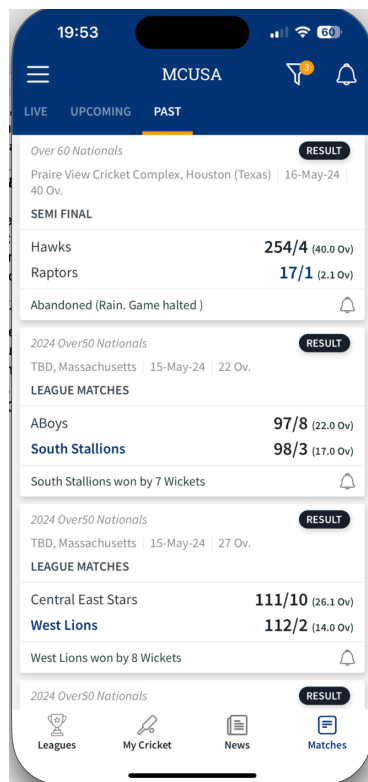 19:53
60
MCUSA
3
LIVE UPCOMING PAST
Over 60 Nationals RESULT
Praire View Cricket Complex, Houston (Texas) | 16-May-24 |
40 Ov.
SEMI FINAL
Hawks 254/4 (40.0 Ov)
Raptors 17/1 (2.1 Ov)
Abandoned (Rain. Game halted )
2024 Over50 Nationals RESULT
TBD, Massachusetts | 15-May-24 | 22 Ov.
LEAGUE MATCHES
ABoys 97/8 (22.0 Ov)
South Stallions 98/3 (17.0 Ov)
South Stallions won by 7 Wickets
2024 Over50 Nationals RESULT
TBD, Massachusetts | 15-May-24 | 27 Ov.
LEAGUE MATCHES
Central East Stars 111/10 (26.1 Ov)
West Lions 112/2 (14.0 Ov)
West Lions won by 8 Wickets
2024 Over50 Nationals RESULT
Leagues My Cricket News Matches